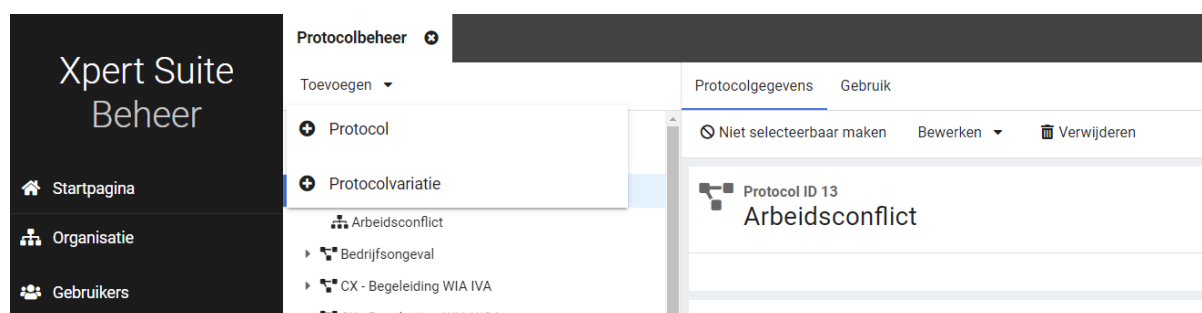 Xpert Suite
Beheer
Startpagina
Organisatie
Gebruikers
Protocolbeheer
Toevoegen
Protocol
Protocolvariatie
Arbeidsconflict
Bedrijfsongeval
CX - Begeleiding WIA IVA
Protocolgegevens Gebruik
Niet selecteerbaar maken Bewerken Verwijderen
Protocol ID 13
Arbeidsconflict